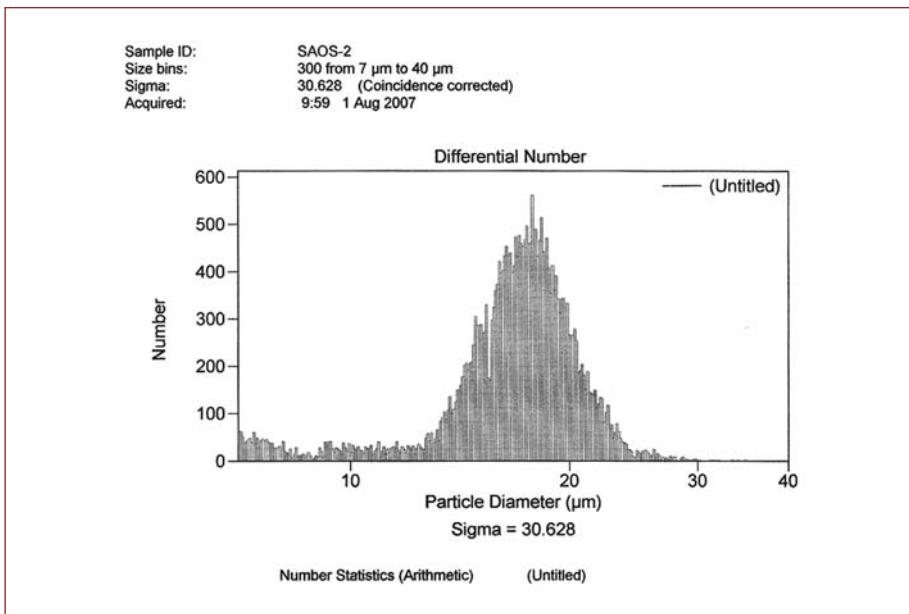 Sample ID: SAOS-2
Size bins: 300 from 7 µm to 40 µm
Sigma: 30.628 (Coincidence corrected)
Acquired: 9:59 1 Aug 2007
Differential Number
(Untitled)
600
500
400
300
200
100
0
Number
10 20 30 40
Particle Diameter (µm)
Sigma = 30.628
Number Statistics (Arithmetic) (Untitled)